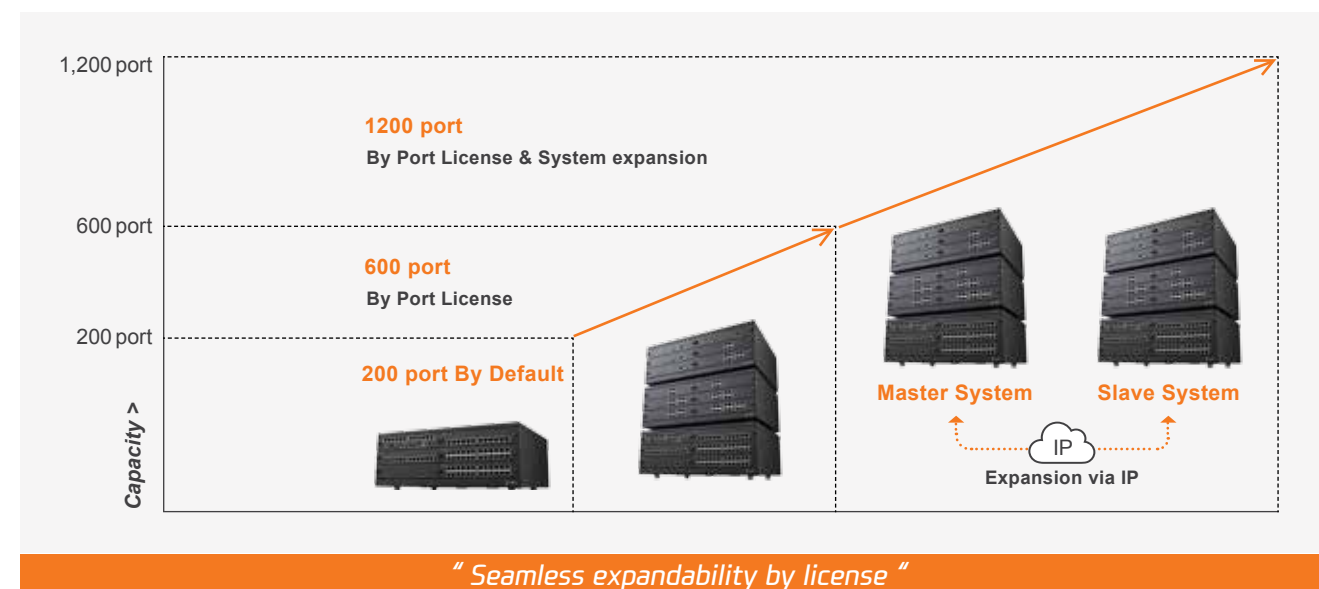 1,200 port
1200 port
By Port License & System expansion
600 port
600 port
By Port License
200 port
200 port By Default
Master System
Slave System
IP
Expansion via IP
Capacity >
“ Seamless expandability by license “